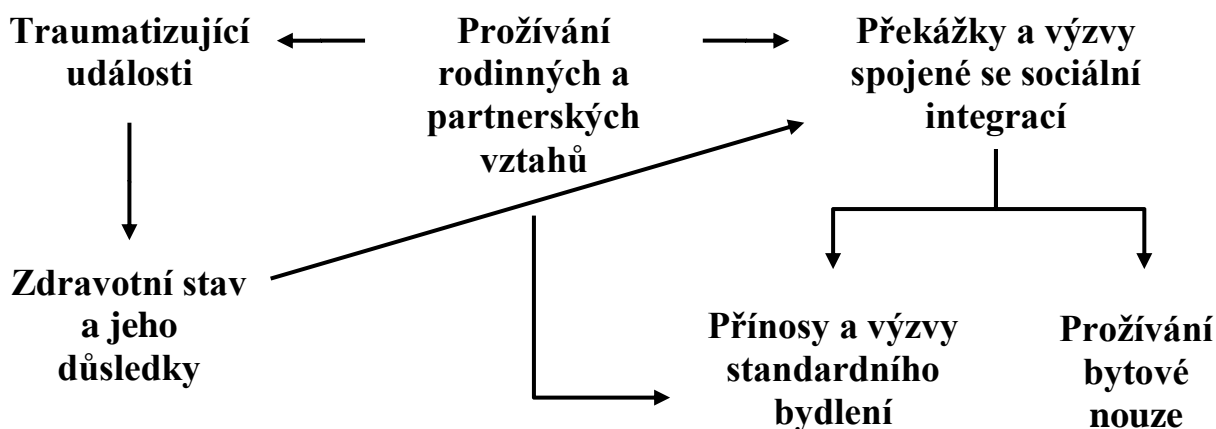 Traumatizující
události
Prožívání
rodinných a
partnerských
vztahů
Překážky a výzvy
spojené se sociální
integrací
Zdravotní stav
a jeho
důsledky
Přínosy a výzvy
standardního
bydlení
Prožívání
bytové
nouze